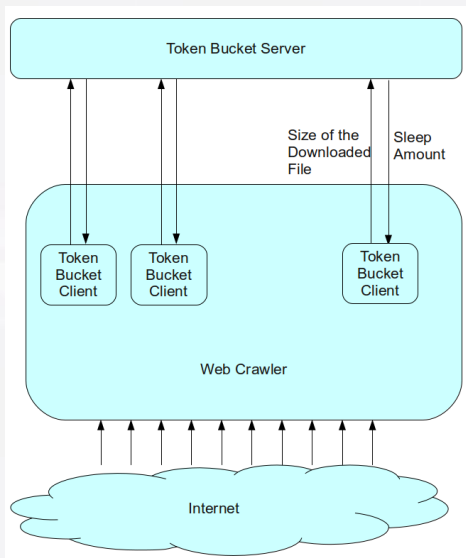 Token Bucket Server
Size of the
Downloaded
File
Sleep
Amount
Token
Bucket
Client
Token
Bucket
Client
Token
Bucket
Client
Web Crawler
Internet